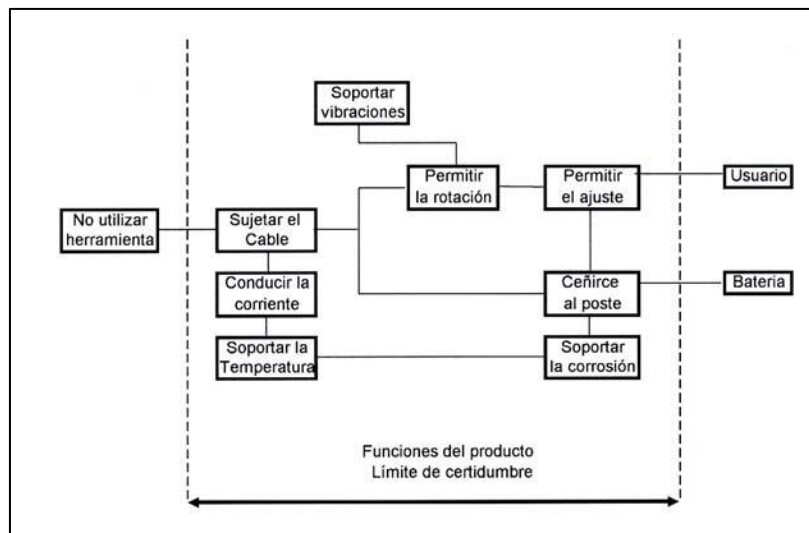 Soportar
vibraciones
Permitir
la rotación
Permitir
el ajuste
Usuario
No utilizar
herramienta
Sujetar el
Cable
Conducir la
corriente
Ceñirce
al poste
Bateria
Soportar la
Temperatura
Soportar
la corrosión
Funciones del producto
Límite de certidumbre